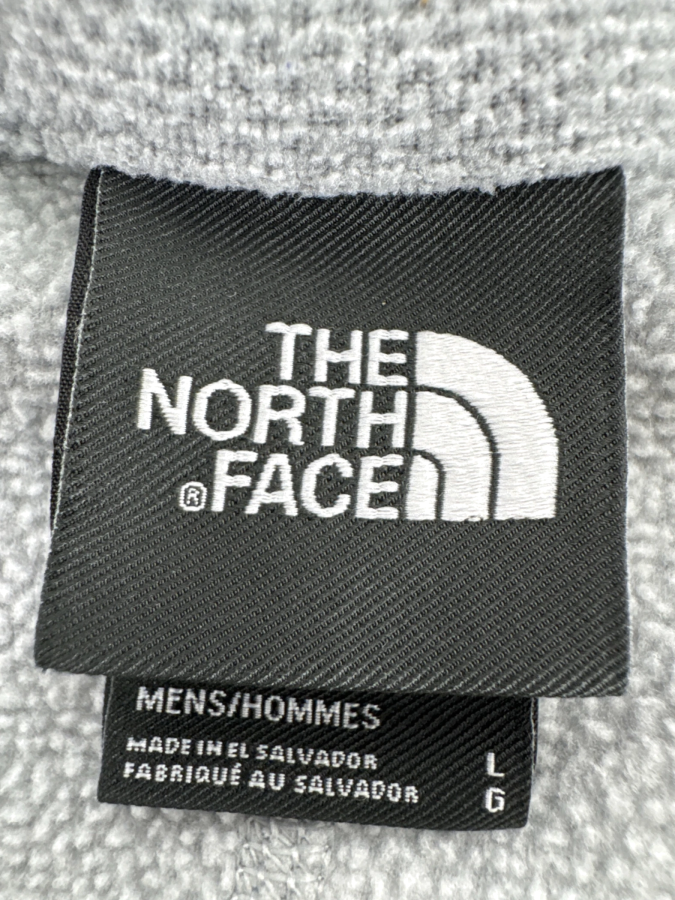 THE
NORTH
®FACE
MENS/HOMMES
MADE IN EL SALVADOR L
FABRIQUÉ AU SALVADOR G